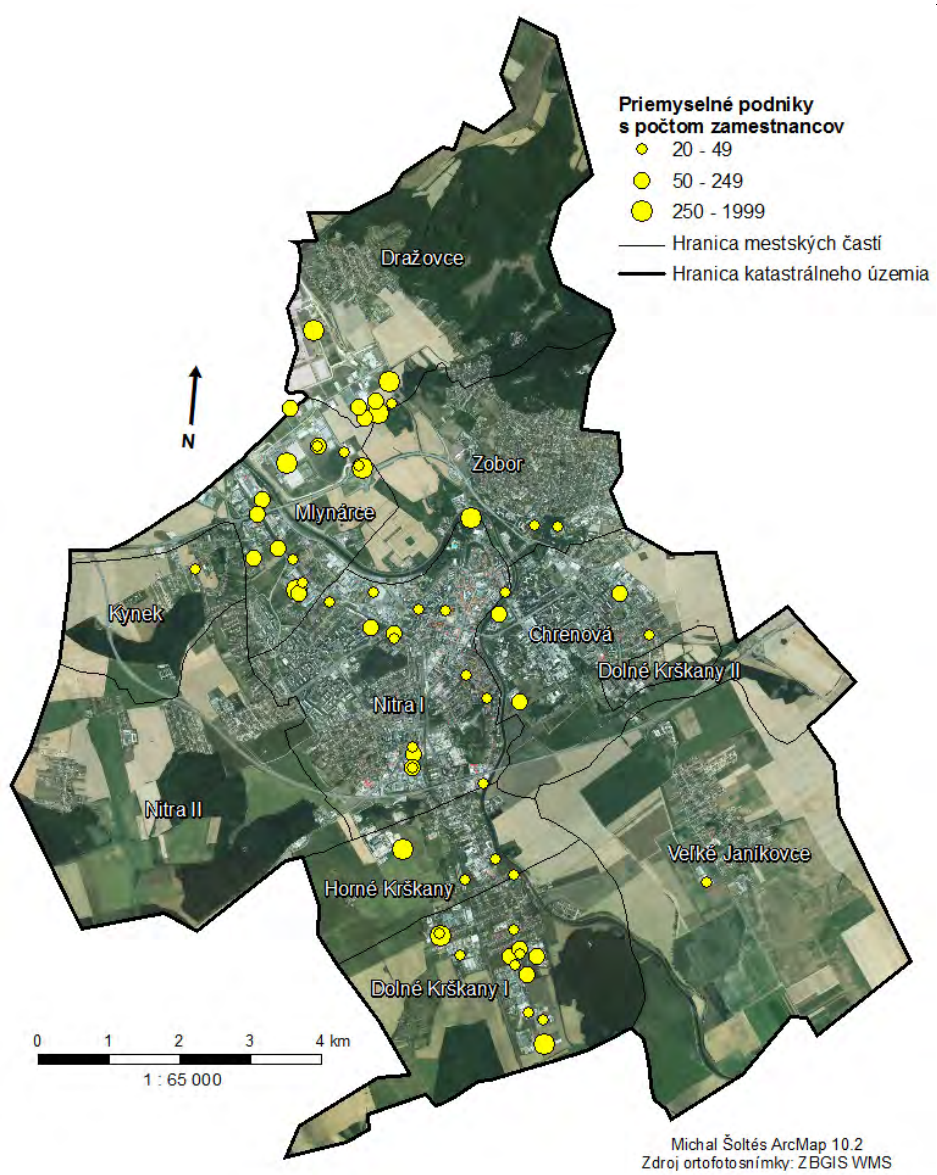 Priemyselné podniky
s počtom zamestnancov
20 - 49
50 - 249
250 - 1999
Hranica mestských častí
Hranica katastrálneho územia
Dražovce
N
Zobor
Mlynárce
Kynek
Chrenová
Dolné Krškany II
Nitra I
Nitra II
Veľké Janíkovce
Horné Krškany
Dolné Krškany I
0 1 2 3 4 km
1 : 65 000
Michal Šoltés ArcMap 10.2
Zdroj ortofotosnímky: ZBGIS WMS